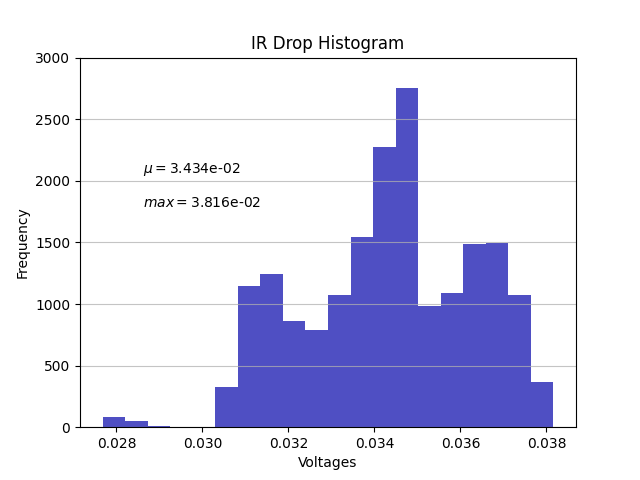 IR Drop Histogram
3000
2500
2000
1500
1000
500
0
Frequency
μ = 3.434e-02
max = 3.816e-02
0.028 0.030 0.032 0.034 0.036 0.038
Voltages